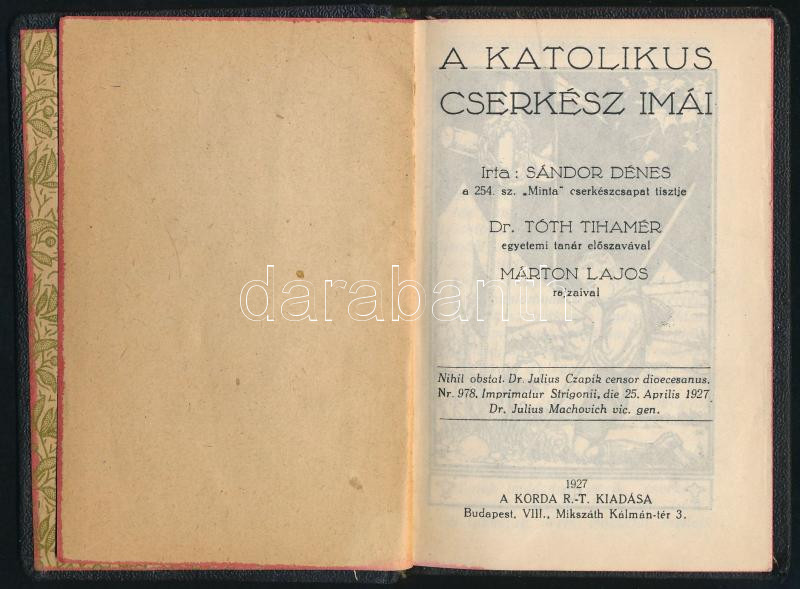 A KATOLIKUS
CSERKÉSZ IMÁI
Irta: SÁNDOR DÉNES
a 254. sz. „Minta" cserkészcsapat tisztje
Dr. TÓTH TIHAMÉR
egyetemi tanár előszavával
MÁRTON LAJOS
rajzaival
darabanth
Nihil obstat. Dr. Julius Czapik censor dioecesanus.
Nr. 978. Imprimatur Strigonii, die 25. Aprilis 1927
Dr. Julius Machovich vic. gen.
1927
A KORDA R.-T. KIADÁSA
Budapest, VIII., Mikszáth Kálmán-tér 3.